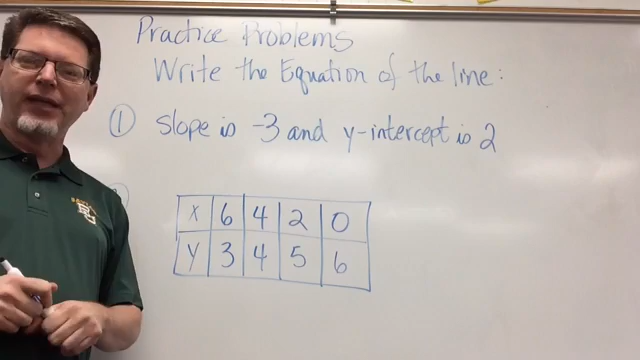 Practice Problems
Write the Equation of the line:
① slope is -3 and y-intercept is 2
X 6 4 2 0
Y 3 4 5 6